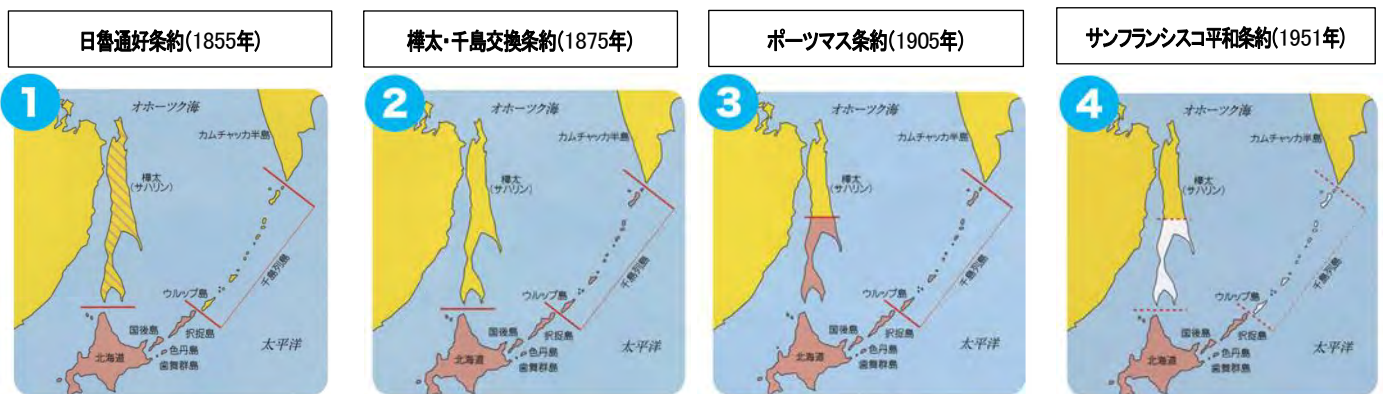 日魯通好条約(1855年)
樺太・千島交換条約(1875年)
ポーツマス条約(1905年)
サンフランシスコ平和条約(1951年)
1
オホーツク海
カムチャッカ半島
樺太
(サハリン)
ウルップ島
千島列島
国後島
択捉島
色丹島
歯舞群島
北海道
太平洋
2
オホーツク海
カムチャッカ半島
樺太
(サハリン)
ウルップ島
千島列島
国後島
択捉島
色丹島
歯舞群島
北海道
太平洋
3
オホーツク海
カムチャッカ半島
樺太
(サハリン)
ウルップ島
千島列島
国後島
択捉島
色丹島
歯舞群島
北海道
太平洋
4
オホーツク海
カムチャッカ半島
樺太
(サハリン)
ウルップ島
千島列島
国後島
択捉島
色丹島
歯舞群島
北海道
太平洋